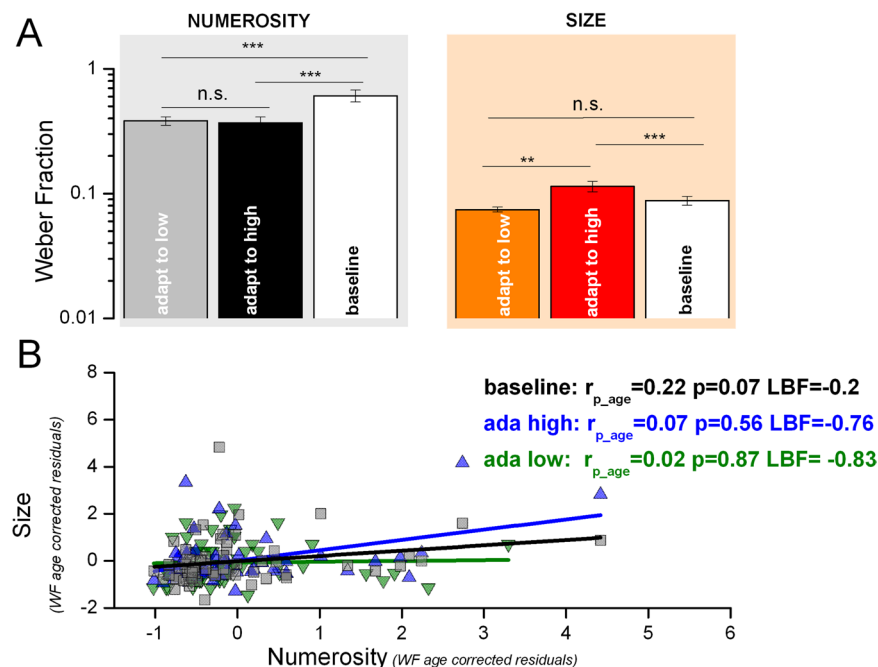 A
NUMEROSITY
SIZE
***
***
n.s.
n.s.
**
***
Weber Fraction
1
0.1
0.01
adapt to low
adapt to high
baseline
adapt to low
adapt to high
baseline
B
baseline: rp_age=0.22 p=0.07 LBF=-0.2
ada high: rp_age=0.07 p=0.56 LBF=-0.76
ada low: rp_age=0.02 p=0.87 LBF= -0.83
Size
(WF age corrected residuals)
8
6
4
2
0
-2
-1 0 1 2 3 4 5 6
Numerosity (WF age corrected residuals)